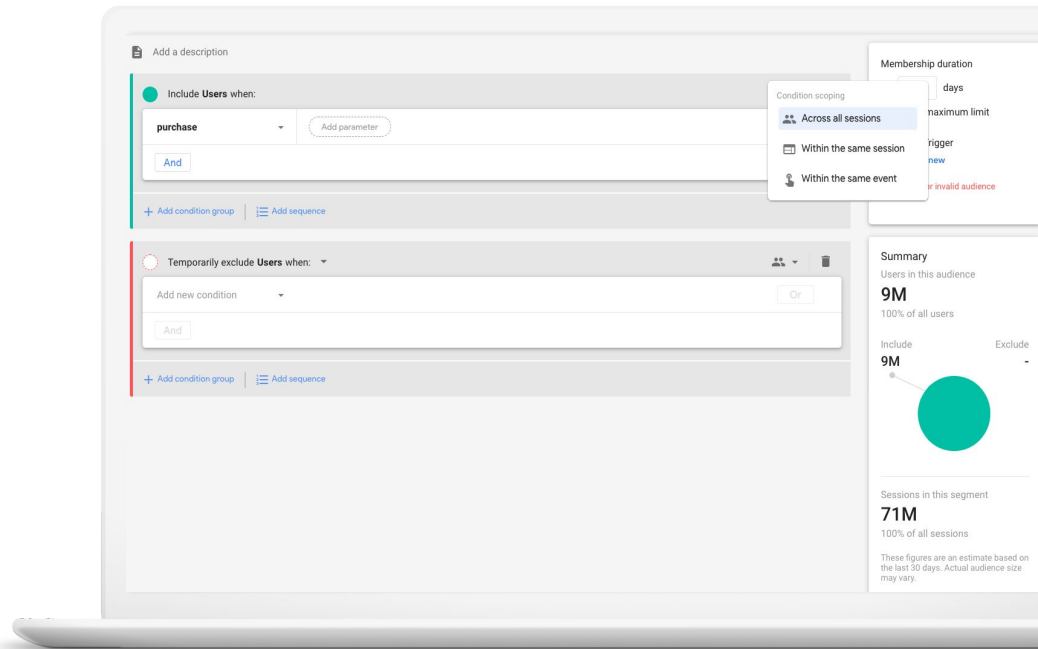 Add a description
Include Users when:
purchase
Add parameter
And
+ Add condition group
Add sequence
Temporarily exclude Users when:
Add new condition
Or
And
+ Add condition group
Add sequence
Condition scoping
Across all sessions
Within the same session
Within the same event
Membership duration
days
maximum limit
new
invalid audience
Summary
Users in this audience
9M
100% of all users
Include Exclude
9M -
Sessions in this segment
71M
100% of all sessions
These figures are an estimate based on
the last 30 days. Actual audience size
may vary.